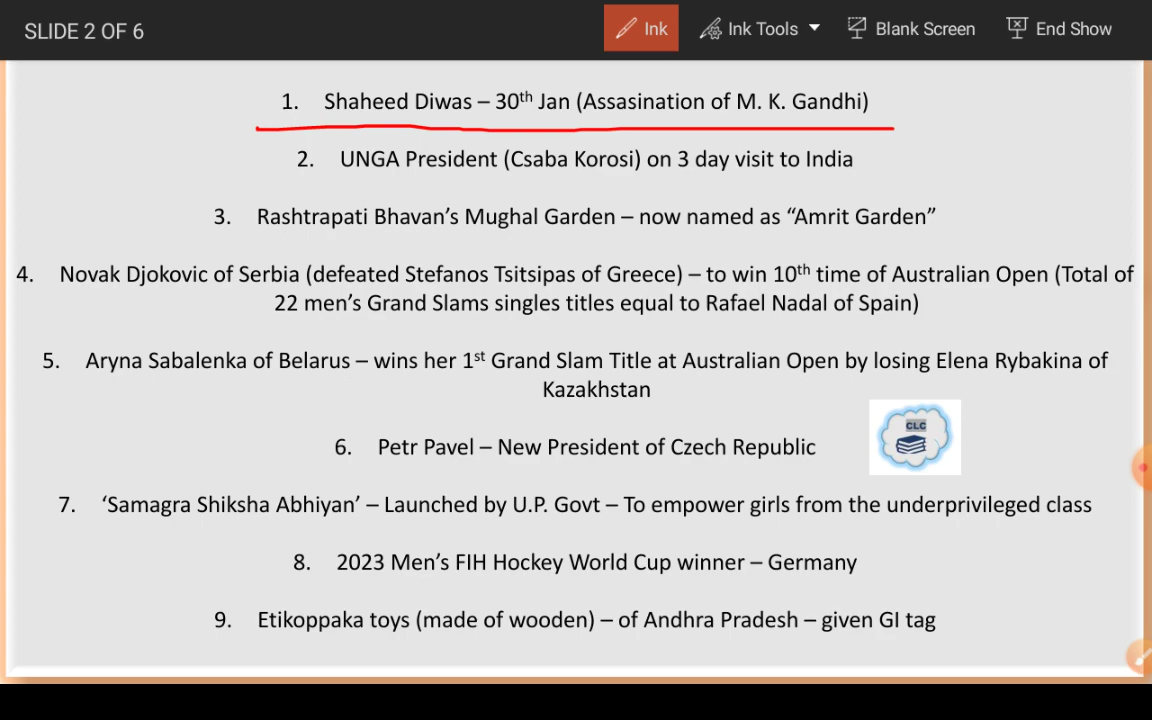 SLIDE 2 OF 6
Ink
Ink Tools
Blank Screen
End Show
1. Shaheed Diwas – 30th Jan (Assasination of M. K. Gandhi)
2. UNGA President (Csaba Korosi) on 3 day visit to India
3. Rashtrapati Bhavan’s Mughal Garden – now named as “Amrit Garden”
4. Novak Djokovic of Serbia (defeated Stefanos Tsitsipas of Greece) – to win 10th time of Australian Open (Total of
22 men’s Grand Slams singles titles equal to Rafael Nadal of Spain)
5. Aryna Sabalenka of Belarus – wins her 1st Grand Slam Title at Australian Open by losing Elena Rybakina of
Kazakhstan
CLC
6. Petr Pavel – New President of Czech Republic
7. ‘Samagra Shiksha Abhiyan’ – Launched by U.P. Govt – To empower girls from the underprivileged class
8. 2023 Men’s FIH Hockey World Cup winner – Germany
9. Etikoppaka toys (made of wooden) – of Andhra Pradesh – given GI tag